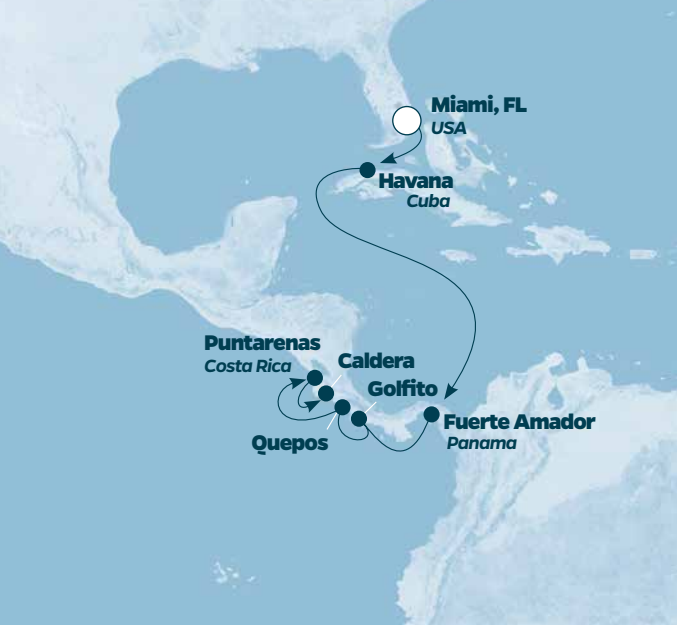 Miami, FL
USA
Havana
Cuba
Puntarenas
Costa Rica
Caldera
Golfito
Quepos
Fuerte Amador
Panama